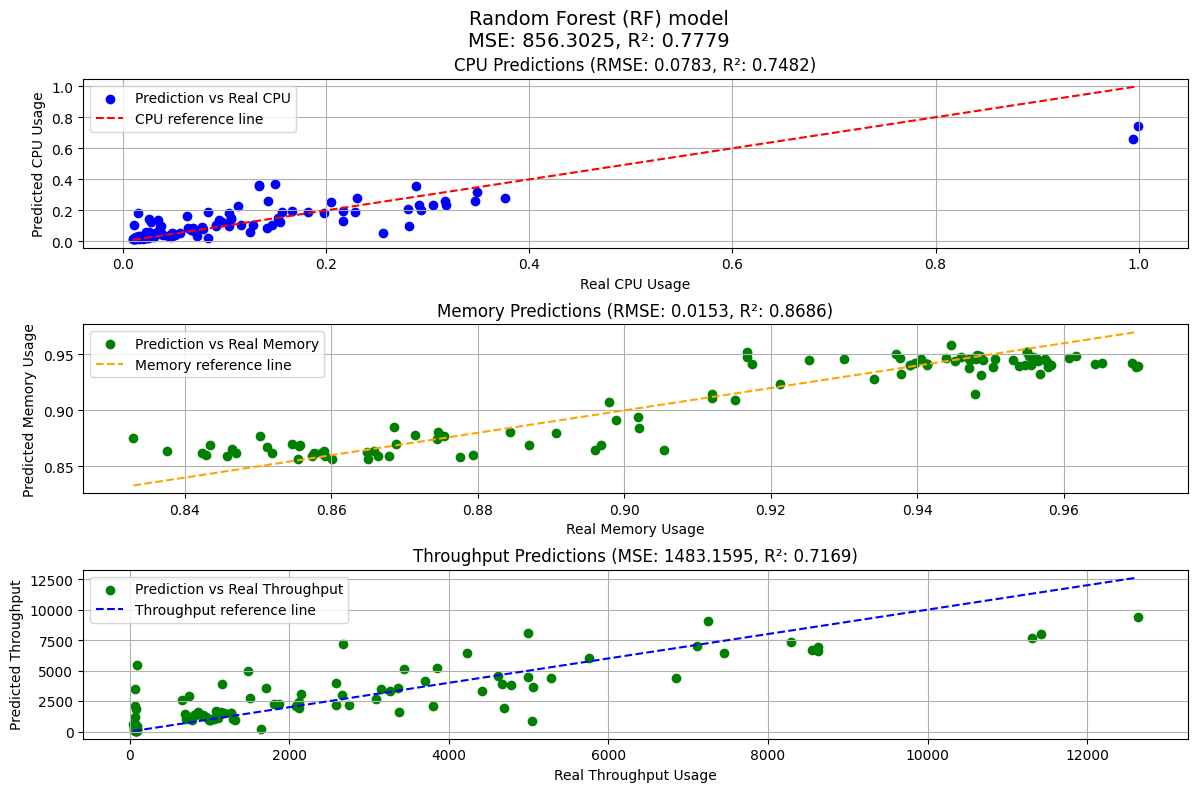 Random Forest (RF) model
MSE: 856.3025, R²: 0.7779
CPU Predictions (RMSE: 0.0783, R²: 0.7482)
Predicted CPU Usage
1.0
0.8
0.6
0.4
0.2
0.0
Prediction vs Real CPU
CPU reference line
0.0 0.2 0.4 0.6 0.8 1.0
Real CPU Usage
Memory Predictions (RMSE: 0.0153, R²: 0.8686)
Predicted Memory Usage
0.95
0.90
0.85
Prediction vs Real Memory
Memory reference line
0.84 0.86 0.88 0.90 0.92 0.94 0.96
Real Memory Usage
Throughput Predictions (MSE: 1483.1595, R²: 0.7169)
Predicted Throughput
12500
10000
7500
5000
2500
0
Prediction vs Real Throughput
Throughput reference line
0 2000 4000 6000 8000 10000 12000
Real Throughput Usage